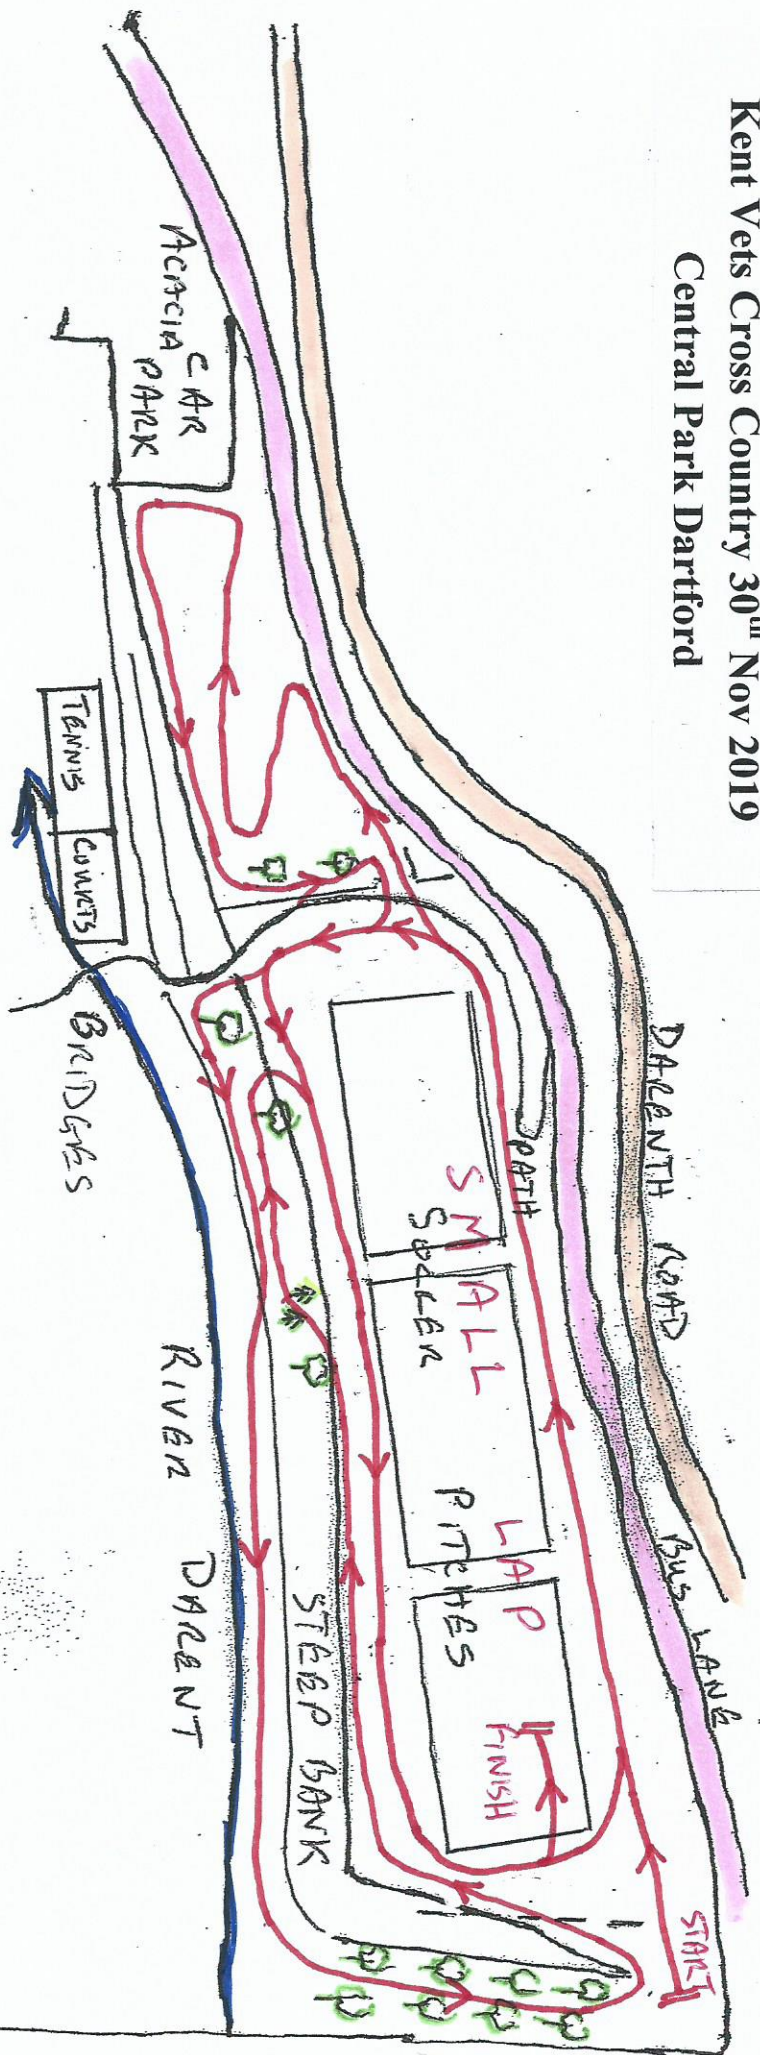 Kent Vets Cross Country 30th Nov 2019
Central Park Dartford
DARENTH ROAD
BUS LANE
START
PATH
SMALL LAP
SOCCER PITCHES
FINISH
ACACIA CAR
PARK
TENNIS COURTS
BRIDGES
STEEP BANK
RIVER DARENT